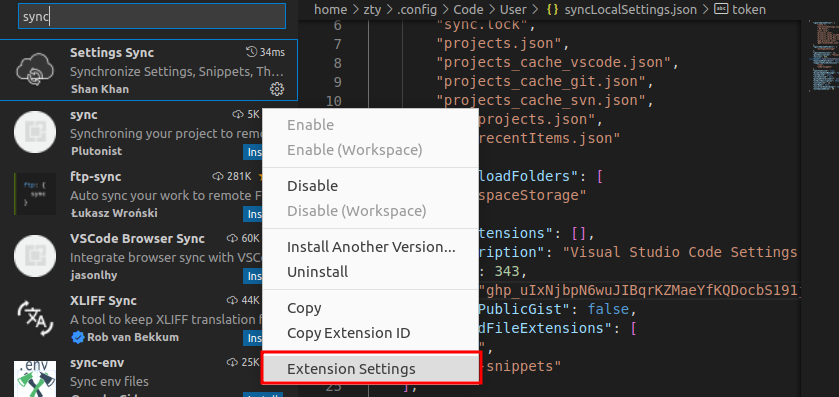 sync
Settings Sync 34ms
Synchronize Settings, Snippets, Th...
Shan Khan
sync 5K
Synchronizing your project to remo
Plutonist Ins
ftp-sync 281K
Auto sync your work to remote F
Łukasz Wroński Ins
VSCode Browser Sync 60K
Integrate browser sync with VSC
jasonlhy Ins
XLIFF Sync 44K
A tool to keep XLIFF translation f
Rob van Bekkum Ins
sync-env 25K
Sync env files
.env
ftp: {
sync
}
Enable
Enable (Workspace)
Disable
Disable (Workspace)
Install Another Version...
Uninstall
Copy
Copy Extension ID
Extension Settings
home > zty > .config > Code > User > {} syncLocalSettings.json > abc token
6 "sync.lock",
7 "projects.json",
8 "projects_cache_vscode.json",
9 "projects_cache_git.json",
10 "projects_cache_svn.json",
projects.json",
recentItems.json"
loadFolders": [
spaceStorage"
tensions": [],
ription": "Visual Studio Code Settings
: 343,
"ghp_uIxNjbpN6wuJIBqrKZMaeYfKQDocbS191
PublicGist": false,
dFileExtensions": [
",
-snippets"
],